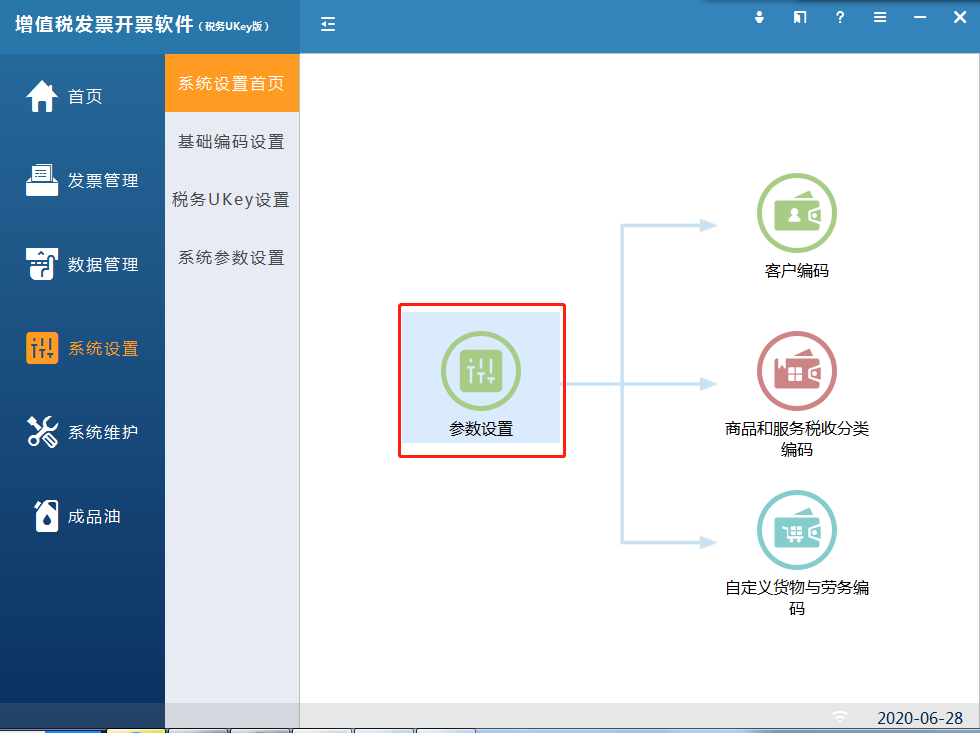 增值税发票开票软件(税务UKey版)
?
首页
发票管理
数据管理
系统设置
系统维护
成品油
系统设置首页
基础编码设置
税务UKey设置
系统参数设置
参数设置
客户编码
商品和服务税收分类
编码
自定义货物与劳务编
码
2020-06-28